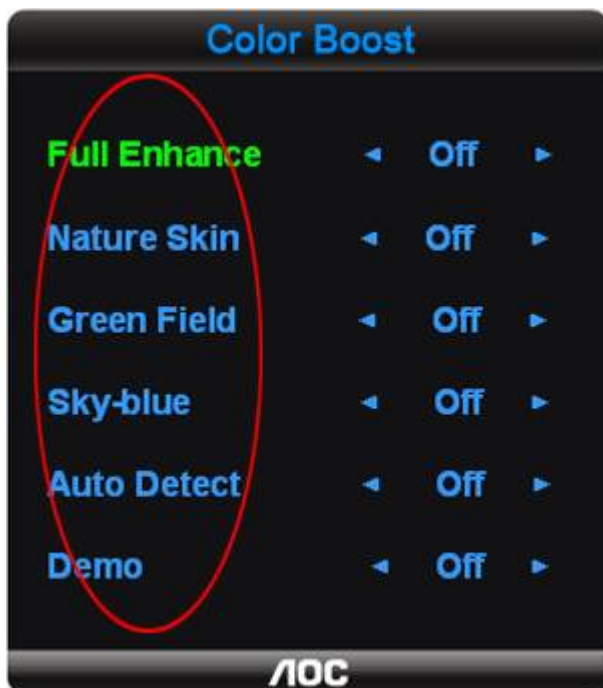 Color Boost
Full Enhance ◄ Off ►
Nature Skin ◄ Off ►
Green Field ◄ Off ►
Sky-blue ◄ Off ►
Auto Detect ◄ Off ►
Demo ◄ Off ►
AOC